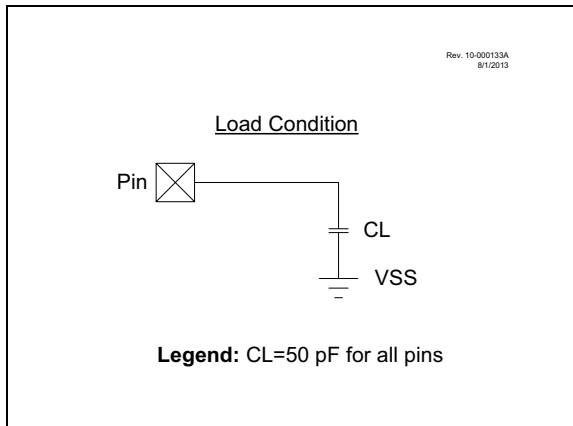 Rev. 10-000133A
8/1/2013
Load Condition
Pin
CL
VSS
Legend: CL=50 pF for all pins